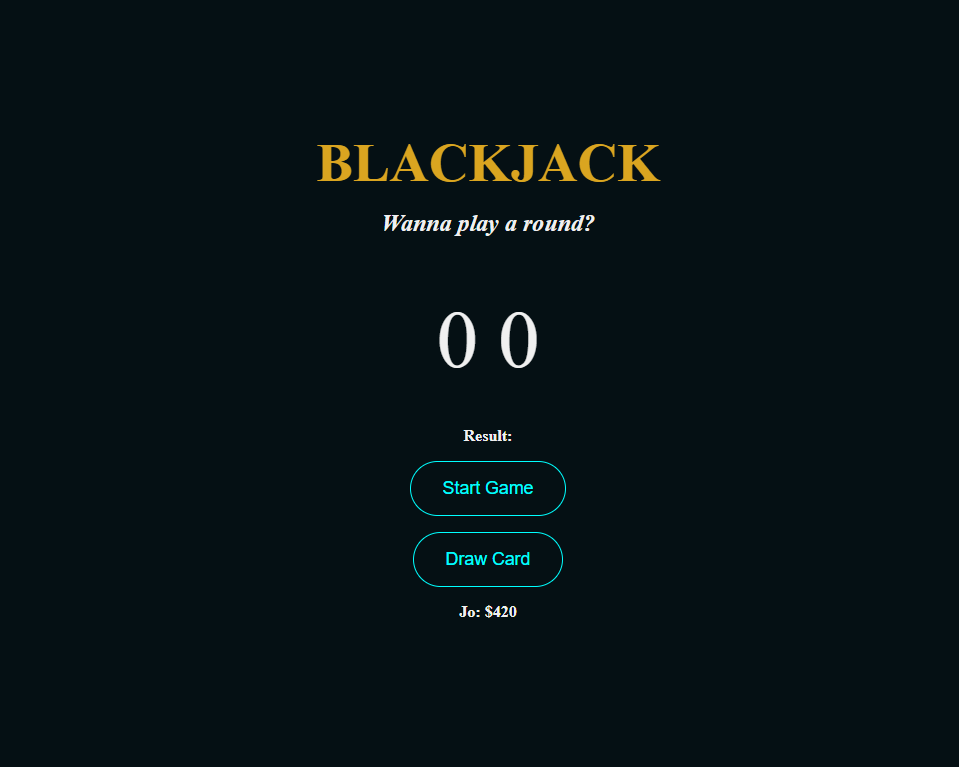 BLACKJACK
Wanna play a round?
0 0
Result:
Start Game
Draw Card
Jo: $420